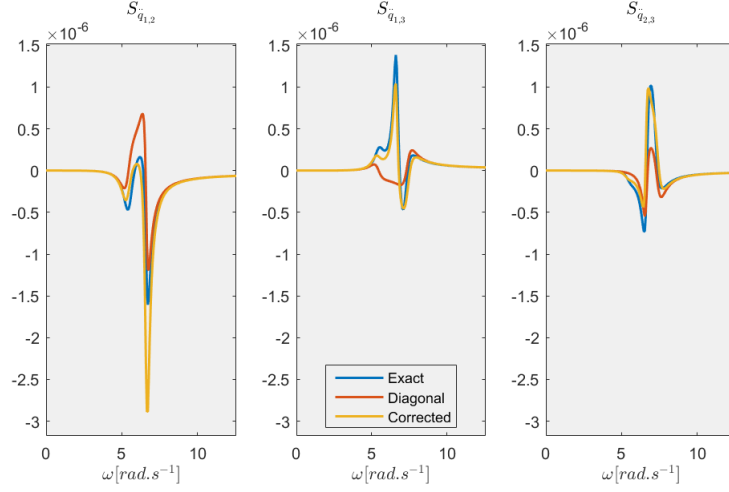 S_{q̈_{1,2}} S_{q̈_{1,3}} S_{q̈_{2,3}}
×10^{-6} ×10^{-6} ×10^{-6}
1.5 1.5 1.5
1 1 1
0.5 0.5 0.5
0 0 0
-0.5 -0.5 -0.5
-1 -1 -1
-1.5 -1.5 -1.5
-2 -2 -2
-2.5 -2.5 -2.5
-3 -3 -3
Exact
Diagonal
Corrected
0 5 10 0 5 10 0 5 10
ω[rad.s^{-1}] ω[rad.s^{-1}] ω[rad.s^{-1}]